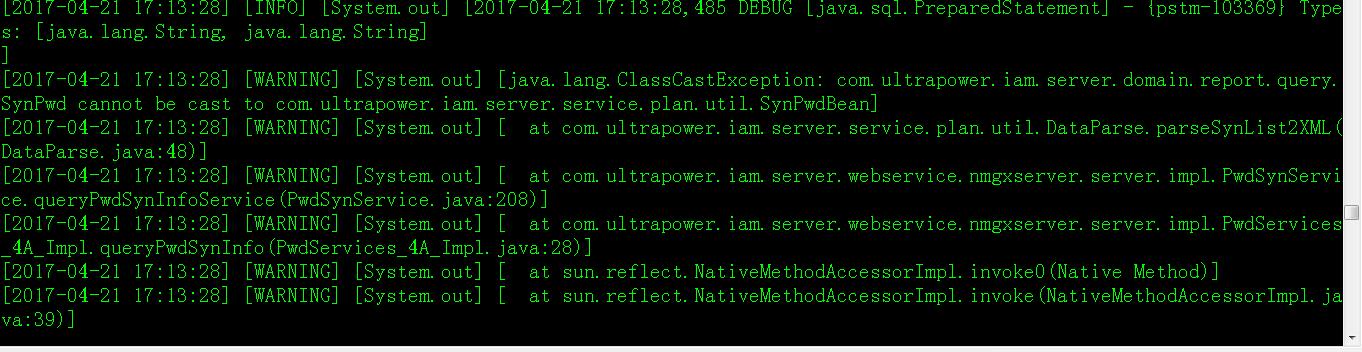 [2017-04-21 17:13:28] [INFO] [System.out] [2017-04-21 17:13:28,485 DEBUG [java.sql.PreparedStatement] - {pstm-103369} Type
s: [java.lang.String, java.lang.String]
]
[2017-04-21 17:13:28] [WARNING] [System.out] [java.lang.ClassCastException: com.ultrapower.iam.server.domain.report.query.
SynPwd cannot be cast to com.ultrapower.iam.server.service.plan.util.SynPwdBean]
[2017-04-21 17:13:28] [WARNING] [System.out] [  at com.ultrapower.iam.server.service.plan.util.DataParse.parseSynList2XML(
DataParse.java:48)]
[2017-04-21 17:13:28] [WARNING] [System.out] [  at com.ultrapower.iam.server.webservice.nmgxserver.server.impl.PwdSynServi
ce.queryPwdSynInfoService(PwdSynService.java:208)]
[2017-04-21 17:13:28] [WARNING] [System.out] [  at com.ultrapower.iam.server.webservice.nmgxserver.server.impl.PwdServices
_4A_Impl.queryPwdSynInfo(PwdServices_4A_Impl.java:28)]
[2017-04-21 17:13:28] [WARNING] [System.out] [  at sun.reflect.NativeMethodAccessorImpl.invoke0(Native Method)]
[2017-04-21 17:13:28] [WARNING] [System.out] [  at sun.reflect.NativeMethodAccessorImpl.invoke(NativeMethodAccessorImpl.ja
va:39)]